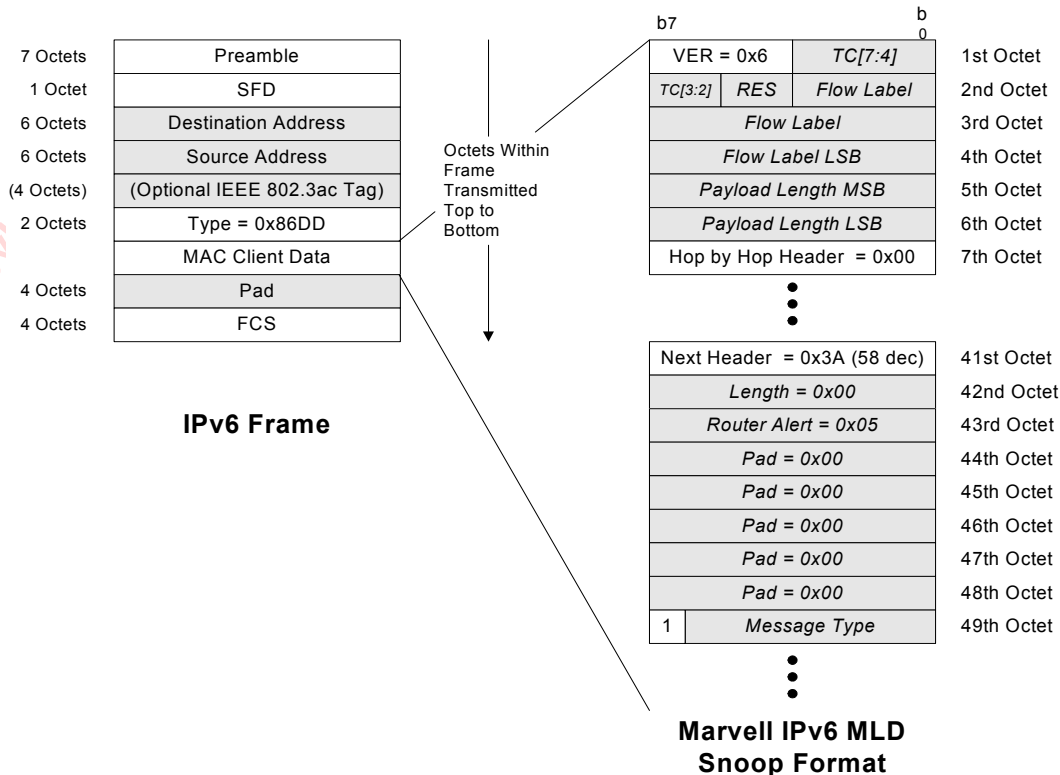 7 Octets Preamble
1 Octet SFD
6 Octets Destination Address
6 Octets Source Address
(4 Octets) (Optional IEEE 802.3ac Tag)
2 Octets Type = 0x86DD
MAC Client Data
4 Octets Pad
4 Octets FCS
IPv6 Frame
Octets Within
Frame
Transmitted
Top to
Bottom
b7 b
0
VER = 0x6 TC[7:4] 1st Octet
TC[3:2] RES Flow Label 2nd Octet
Flow Label 3rd Octet
Flow Label LSB 4th Octet
Payload Length MSB 5th Octet
Payload Length LSB 6th Octet
Hop by Hop Header = 0x00 7th Octet
Next Header = 0x3A (58 dec) 41st Octet
Length = 0x00 42nd Octet
Router Alert = 0x05 43rd Octet
Pad = 0x00 44th Octet
Pad = 0x00 45th Octet
Pad = 0x00 46th Octet
Pad = 0x00 47th Octet
Pad = 0x00 48th Octet
1 Message Type 49th Octet
Marvell IPv6 MLD
Snoop Format